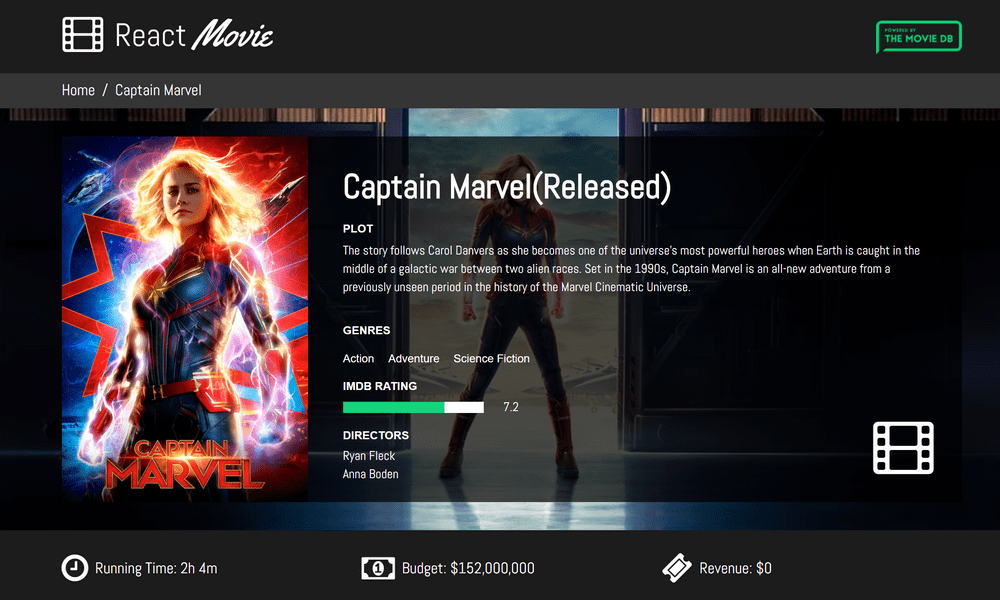 React Movie
POWERED BY
THE MOVIE DB
Home / Captain Marvel
Captain Marvel(Released)
PLOT
The story follows Carol Danvers as she becomes one of the universe's most powerful heroes when Earth is caught in the
middle of a galactic war between two alien races. Set in the 1990s, Captain Marvel is an all-new adventure from a
previously unseen period in the history of the Marvel Cinematic Universe.
GENRES
Action Adventure Science Fiction
IMDB RATING
7.2
DIRECTORS
Ryan Fleck
Anna Boden
CAPTAIN
MARVEL
Running Time: 2h 4m
1
Budget: $152,000,000
Revenue: $0